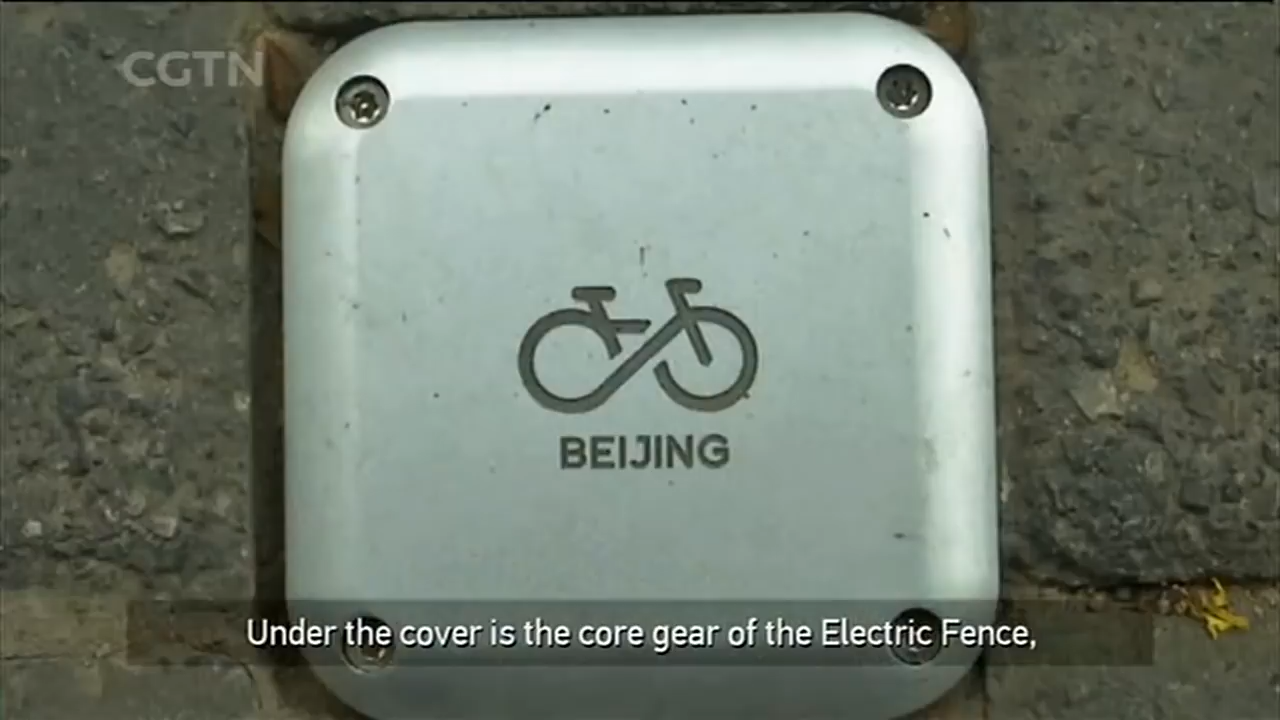 CGTN
BEIJING
Under the cover is the core gear of the Electric Fence,